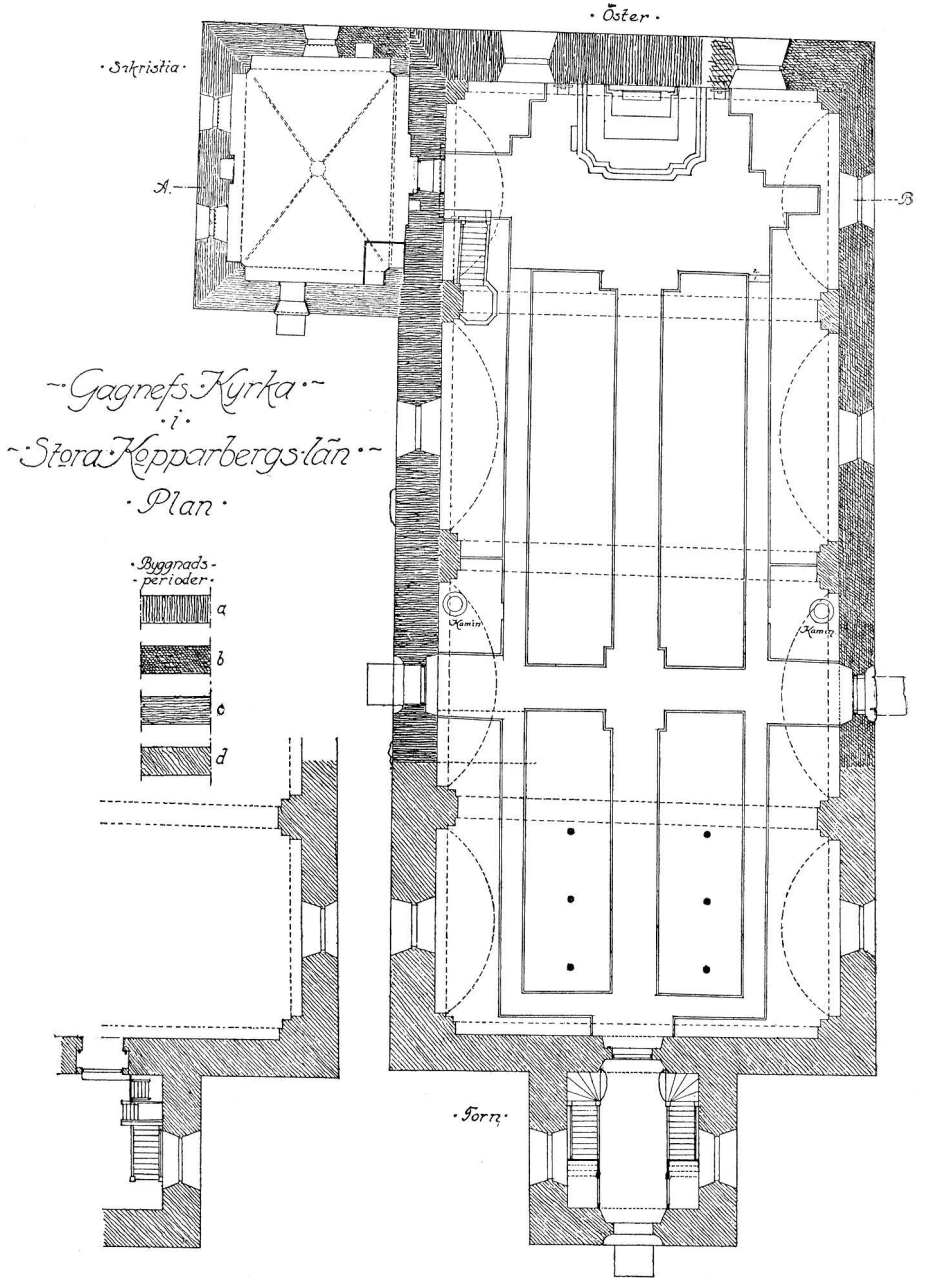 · Öster ·
· Sakristia ·
A.
B
~· Gagnefs · Kyrka ·~
· i ·
~· Stora · Kopparbergs · län ·~
· Plan ·
· Byggnads-
- perioder ·
a
b
c
d
Kamin
Kamin
· Torn ·